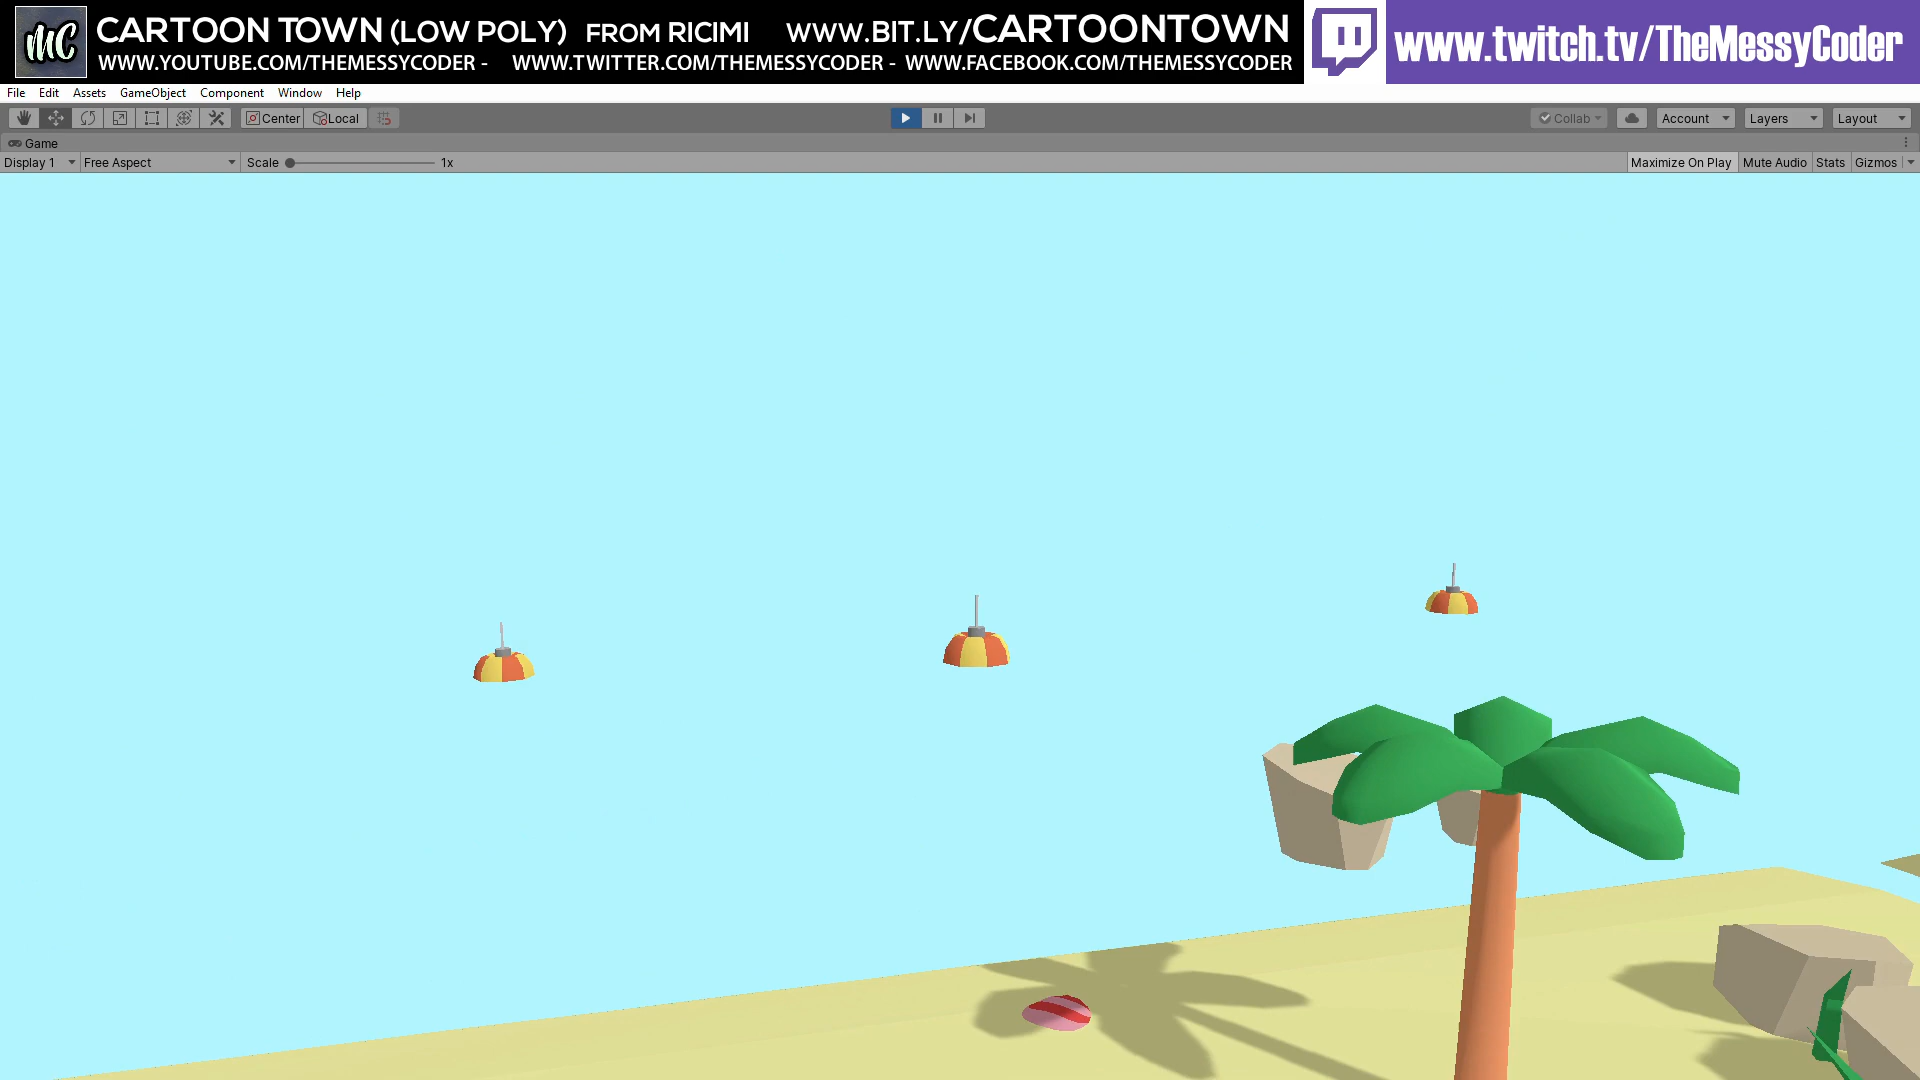 MC
CARTOON TOWN (LOW POLY) FROM RICIMI WWW.BIT.LY/CARTOONTOWN
WWW.YOUTUBE.COM/THEMESSYCODER - WWW.TWITTER.COM/THEMESSYCODER - WWW.FACEBOOK.COM/THEMESSYCODER
www.twitch.tv/TheMessyCoder
File Edit Assets GameObject Component Window Help
Center Local Collab Account Layers Layout
Game
Display 1 Free Aspect Scale 1x Maximize On Play Mute Audio Stats Gizmos